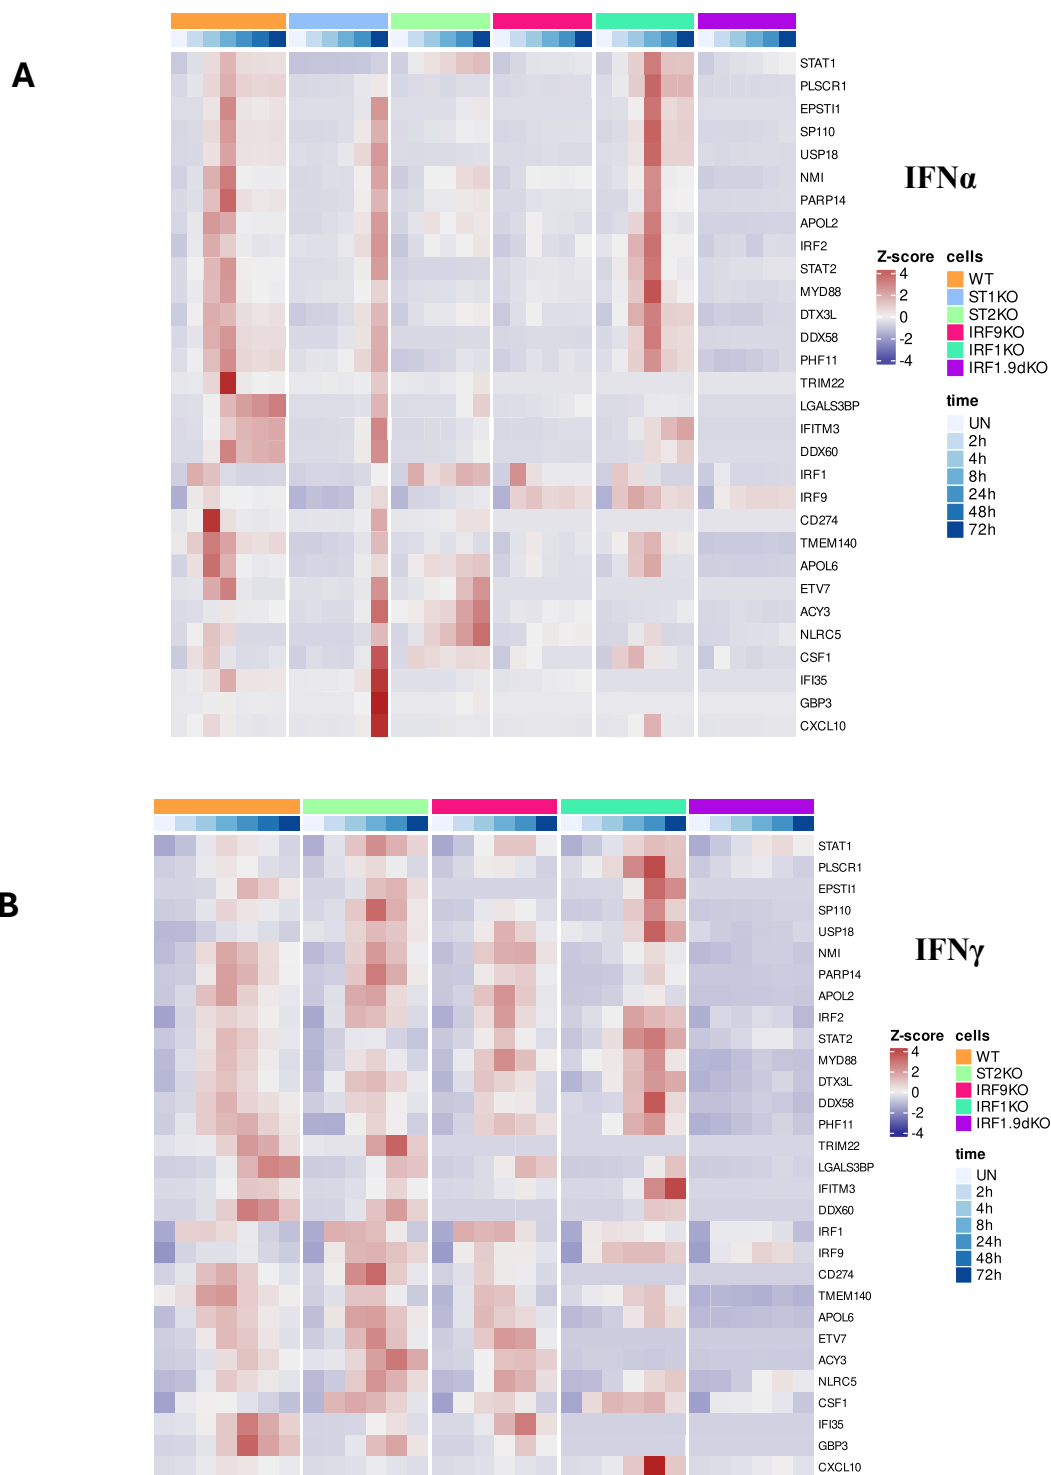 A
STAT1
PLSCR1
EPSTI1
SP110
USP18
NMI
PARP14
APOL2
IRF2
STAT2
MYD88
DTX3L
DDX58
PHF11
TRIM22
LGALS3BP
IFITM3
DDX60
IRF1
IRF9
CD274
TMEM140
APOL6
ETV7
ACY3
NLRC5
CSF1
IFI35
GBP3
CXCL10
IFNα
Z-score
4
2
0
-2
-4
cells
WT
ST1KO
ST2KO
IRF9KO
IRF1KO
IRF1.9dKO
time
UN
2h
4h
8h
24h
48h
72h
B
STAT1
PLSCR1
EPSTI1
SP110
USP18
NMI
PARP14
APOL2
IRF2
STAT2
MYD88
DTX3L
DDX58
PHF11
TRIM22
LGALS3BP
IFITM3
DDX60
IRF1
IRF9
CD274
TMEM140
APOL6
ETV7
ACY3
NLRC5
CSF1
IFI35
GBP3
CXCL10
IFNγ
Z-score
4
2
0
-2
-4
cells
WT
ST2KO
IRF9KO
IRF1KO
IRF1.9dKO
time
UN
2h
4h
8h
24h
48h
72h